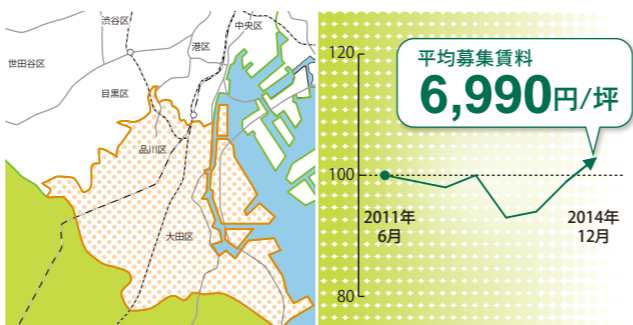 渋谷区
中央区
港区
世田谷区
目黒区
品川区
大田区
120
平均募集賃料
6,990円/坪
100
2011年
6月
2014年
12月
80